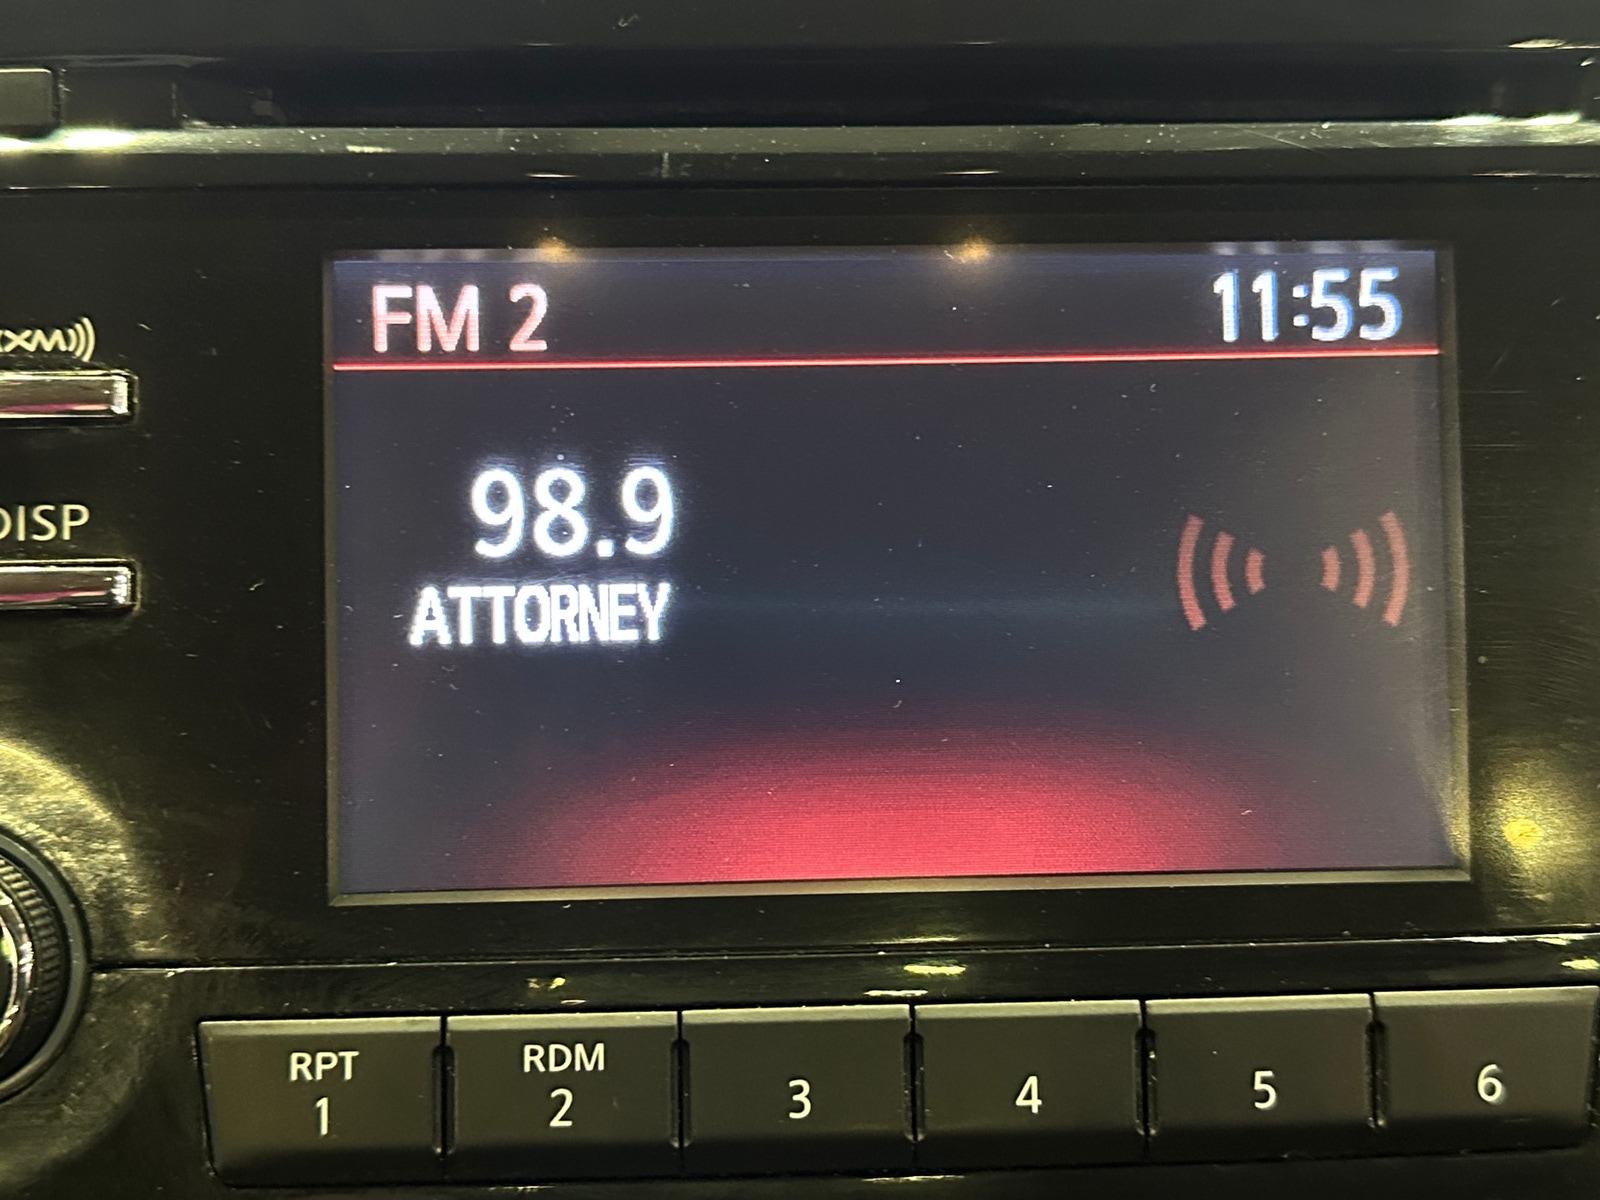 FM 2
11:55
XM
98.9
DISP
ATTORNEY
RPT
1
RDM
2
3
4
5
6